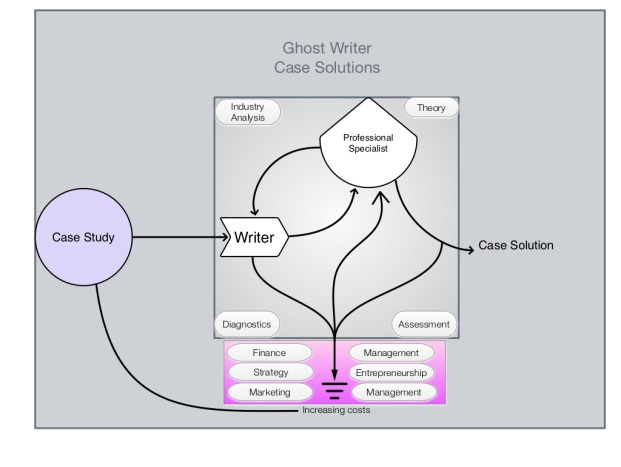 Ghost Writer
Case Solutions
Industry
Analysis
Theory
Professional
Specialist
Case Study
Writer
Case Solution
Diagnostics
Assessment
Finance
Management
Strategy
Entrepreneurship
Marketing
Management
Increasing costs